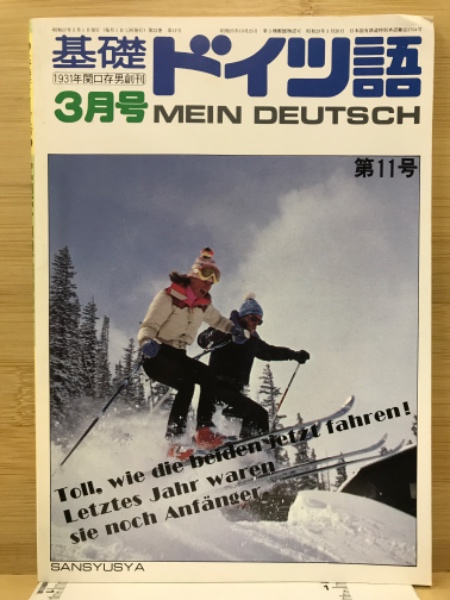 基礎
ドイツ語
1931年関口存男創刊
3月号
MEIN DEUTSCH
第11号
Toll, wie die beiden jetzt fahren!
Letztes Jahr waren
sie noch Anfänger
SANSYUSYA